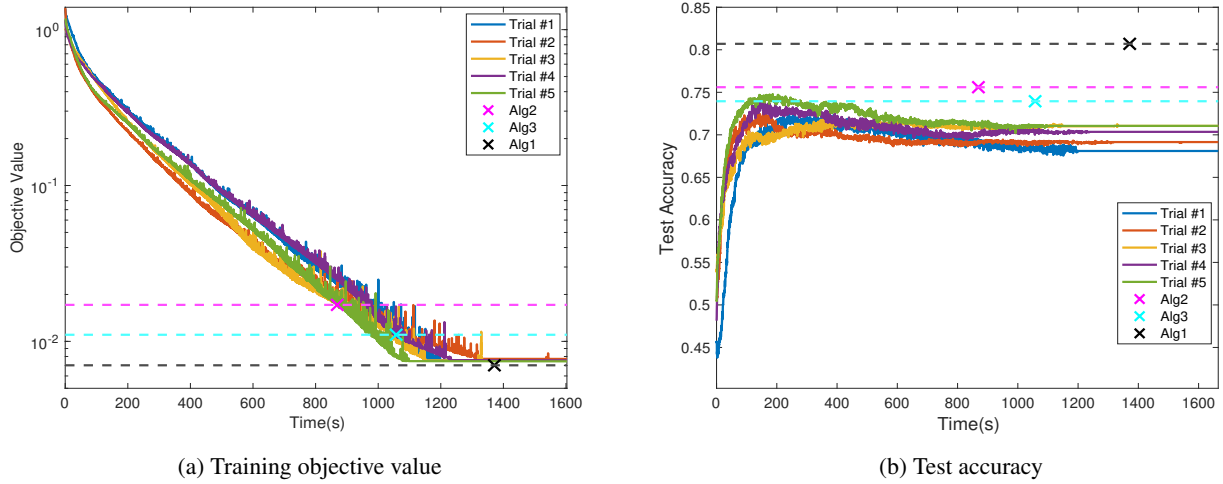 10⁰
10⁻¹
10⁻²
Objective Value
0 200 400 600 800 1000 1200 1400 1600
Time(s)
Trial #1
Trial #2
Trial #3
Trial #4
Trial #5
Alg2
Alg3
Alg1
(a) Training objective value
0.85
0.8
0.75
0.7
0.65
0.6
0.55
0.5
0.45
Test Accuracy
0 200 400 600 800 1000 1200 1400 1600
Time(s)
Trial #1
Trial #2
Trial #3
Trial #4
Trial #5
Alg2
Alg3
Alg1
(b) Test accuracy